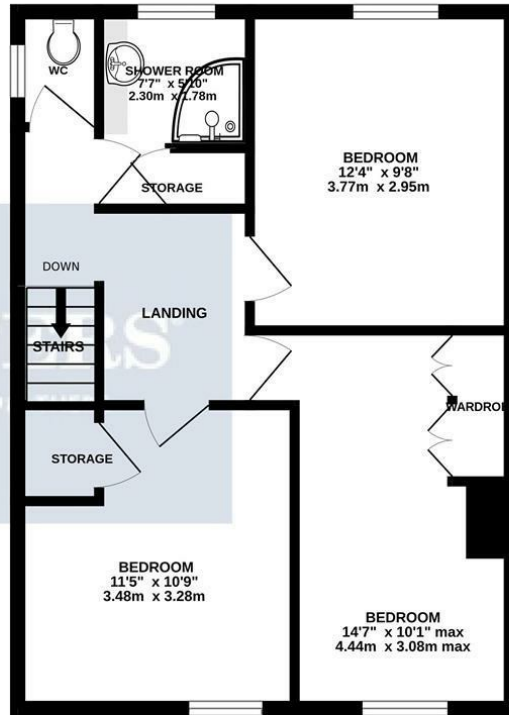 WC
SHOWER ROOM
7'7" x 5'10"
2.30m x 1.78m
STORAGE
BEDROOM
12'4" x 9'8"
3.77m x 2.95m
DOWN
LANDING
STAIRS
ERS
WARDROB
STORAGE
BEDROOM
11'5" x 10'9"
3.48m x 3.28m
BEDROOM
14'7" x 10'1" max
4.44m x 3.08m max